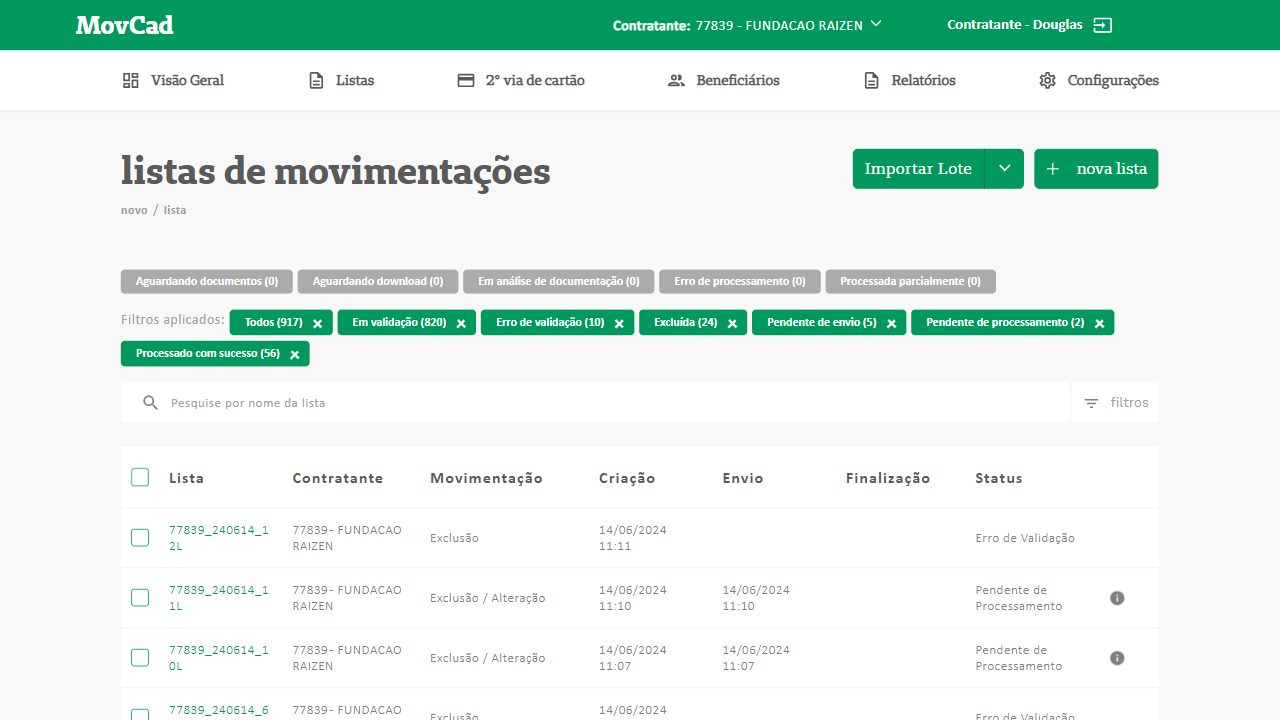 MovCad
Contratante: 77839 - FUNDACAO RAIZEN
Contratante - Douglas
Visão Geral
Listas
2° via de cartão
Beneficiários
Relatórios
Configurações
listas de movimentações
Importar Lote
nova lista
novo / lista
Aguardando documentos (0)
Aguardando download (0)
Em análise de documentação (0)
Erro de processamento (0)
Processada parcialmente (0)
Filtros aplicados:
Todos (917)
Em validação (820)
Erro de validação (10)
Excluída (24)
Pendente de envio (5)
Pendente de processamento (2)
Processado com sucesso (56)
Pesquise por nome da lista
filtros
Lista Contratante Movimentação Criação Envio Finalização Status
77839_240614_1
2L
77839- FUNDACAO
RAIZEN
Exclusão
14/06/2024
11:11
Erro de Validação
77839_240614_1
1L
77839- FUNDACAO
RAIZEN
Exclusão / Alteração
14/06/2024
11:10
14/06/2024
11:10
Pendente de
Processamento
77839_240614_1
0L
77839- FUNDACAO
RAIZEN
Exclusão / Alteração
14/06/2024
11:07
14/06/2024
11:07
Pendente de
Processamento
77839_240614_6
77839- FUNDACAO
Exclusão
14/06/2024
Erro de Validação